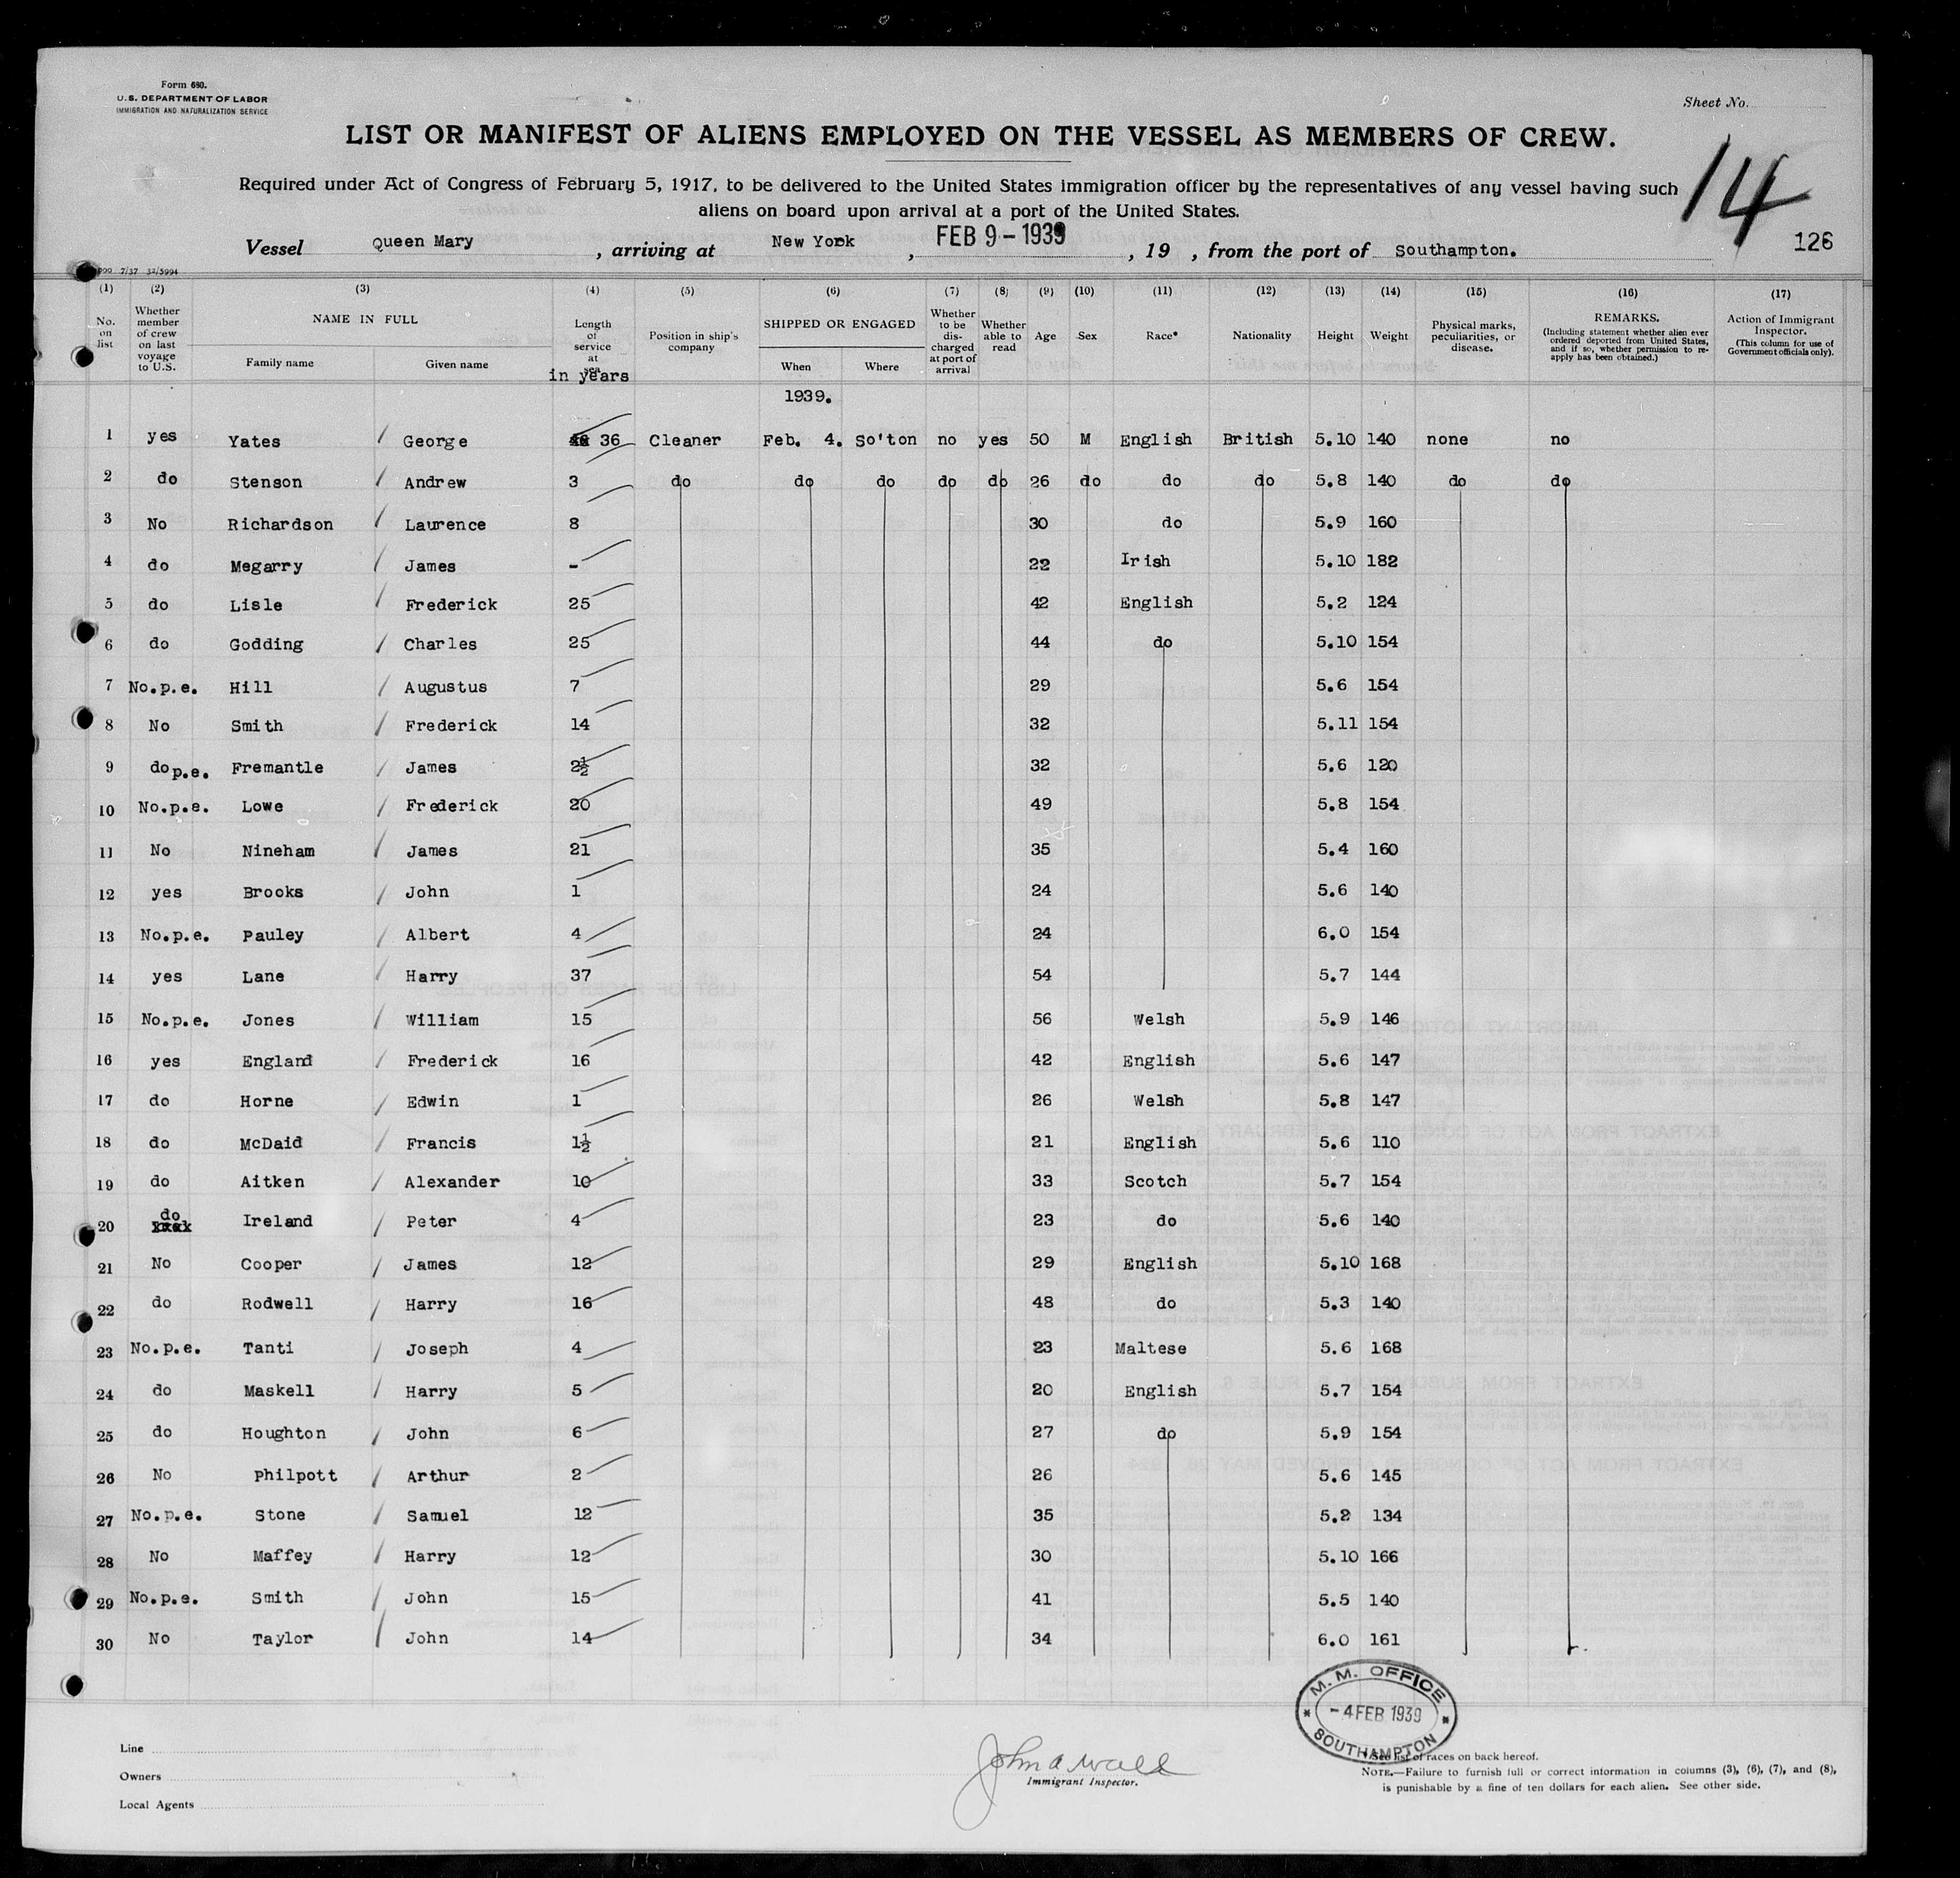 Form 680.
U.S. DEPARTMENT OF LABOR
IMMIGRATION AND NATURALIZATION SERVICE
Sheet No.
LIST OR MANIFEST OF ALIENS EMPLOYED ON THE VESSEL AS MEMBERS OF CREW.
14
Required under Act of Congress of February 5, 1917, to be delivered to the United States immigration officer by the representatives of any vessel having such
aliens on board upon arrival at a port of the United States.
Vessel Queen Mary, arriving at New York, FEB 9 - 1939, 19 , from the port of Southampton. 126
7/37 32/5994
(1) (2) (3) (4) (5) (6) (7) (8) (9) (10) (11) (12) (13) (14) (15) (16) (17)
No. on list
Whether member of crew on last voyage to U.S.
NAME IN FULL
Family name Given name
Length of service at sea in years
Position in ship's company
SHIPPED OR ENGAGED
When Where
Whether to be discharged at port of arrival
Whether able to read
Age Sex Race* Nationality Height Weight
Physical marks, peculiarities, or disease.
REMARKS.
(Including statement whether alien ever ordered deported from United States, and if so, whether permission to reapply has been obtained.)
Action of Immigrant Inspector.
(This column for use of Government officials only).
1939.
1 yes Yates / George 36 Cleaner Feb. 4. So'ton no yes 50 M English British 5.10 140 none no
2 do Stenson / Andrew 3 do do do do do 26 do do do 5.8 140 do do
3 No Richardson / Laurence 8 30 do 5.9 160
4 do Megarry / James - 22 Irish 5.10 182
5 do Lisle / Frederick 25 42 English 5.2 124
6 do Godding / Charles 25 44 do 5.10 154
7 No.p.e. Hill / Augustus 7 29 5.6 154
8 No Smith / Frederick 14 32 5.11 154
9 do p.e. Fremantle / James 2½ 32 5.6 120
10 No.p.e. Lowe / Frederick 20 49 5.8 154
11 No Nineham / James 21 35 5.4 160
12 yes Brooks / John 1 24 5.6 140
13 No.p.e. Pauley / Albert 4 24 6.0 154
14 yes Lane / Harry 37 54 5.7 144
15 No.p.e. Jones / William 15 56 Welsh 5.9 146
16 yes England / Frederick 16 42 English 5.6 147
17 do Horne / Edwin 1 26 Welsh 5.8 147
18 do McDaid / Francis 1½ 21 English 5.6 110
19 do Aitken / Alexander 10 33 Scotch 5.7 154
20 do Ireland / Peter 4 23 do 5.6 140
21 No Cooper / James 12 29 English 5.10 168
22 do Rodwell / Harry 16 48 do 5.3 140
23 No.p.e. Tanti / Joseph 4 23 Maltese 5.6 168
24 do Maskell / Harry 5 20 English 5.7 154
25 do Houghton / John 6 27 do 5.9 154
26 No Philpott / Arthur 2 26 5.6 145
27 No.p.e. Stone / Samuel 12 35 5.2 134
28 No Maffey / Harry 12 30 5.10 166
29 No.p.e. Smith / John 15 41 5.5 140
30 No Taylor / John 14 34 6.0 161
M. M. OFFICE
- 4 FEB 1939
SOUTHAMPTON
Line
Owners
Local Agents
John A Wall
Immigrant Inspector.
* See list of races on back hereof.
NOTE.—Failure to furnish full or correct information in columns (3), (6), (7), and (8),
is punishable by a fine of ten dollars for each alien. See other side.